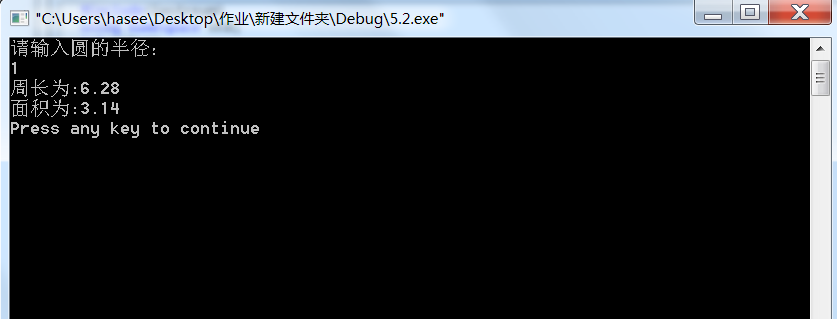 "C:\Users\hasee\Desktop\作业\新建文件夹\Debug\5.2.exe"
请输入圆的半径：
1
周长为:6.28
面积为:3.14
Press any key to continue